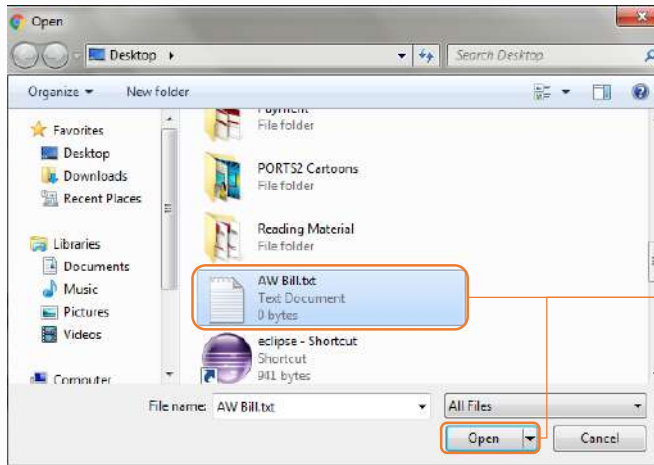 Open
Desktop
Search Desktop
Organize
New folder
Favorites
Desktop
Downloads
Recent Places
Libraries
Documents
Music
Pictures
Videos
Computer
Payment
File folder
PORTS2 Cartoons
File folder
Reading Material
File folder
AW Bill.txt
Text Document
0 bytes
eclipse - Shortcut
Shortcut
941 bytes
File name: AW Bill.txt
All Files
Open
Cancel